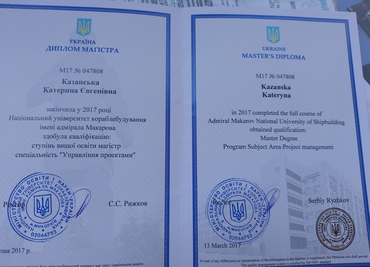 УКРАЇНА
ДИПЛОМ МАГІСТРА
М17 № 047808
Казанська
Катерина Євгенівна
закінчила у 2017 році
Національний університет кораблебудування
імені адмірала Макарова
здобула кваліфікацію:
ступінь вищої освіти магістр
спеціальність "Управління проектами"
С.С. Рижков
2017 р.
UKRAINE
MASTER'S DIPLOMA
M17 № 047808
Kazanska
Kateryna
in 2017 completed the full course of
Admiral Makarov National University of Shipbuilding
obtained qualification:
Master Degree
Program Subject Area Project management
Serhiy Ryzhkov
13 March 2017